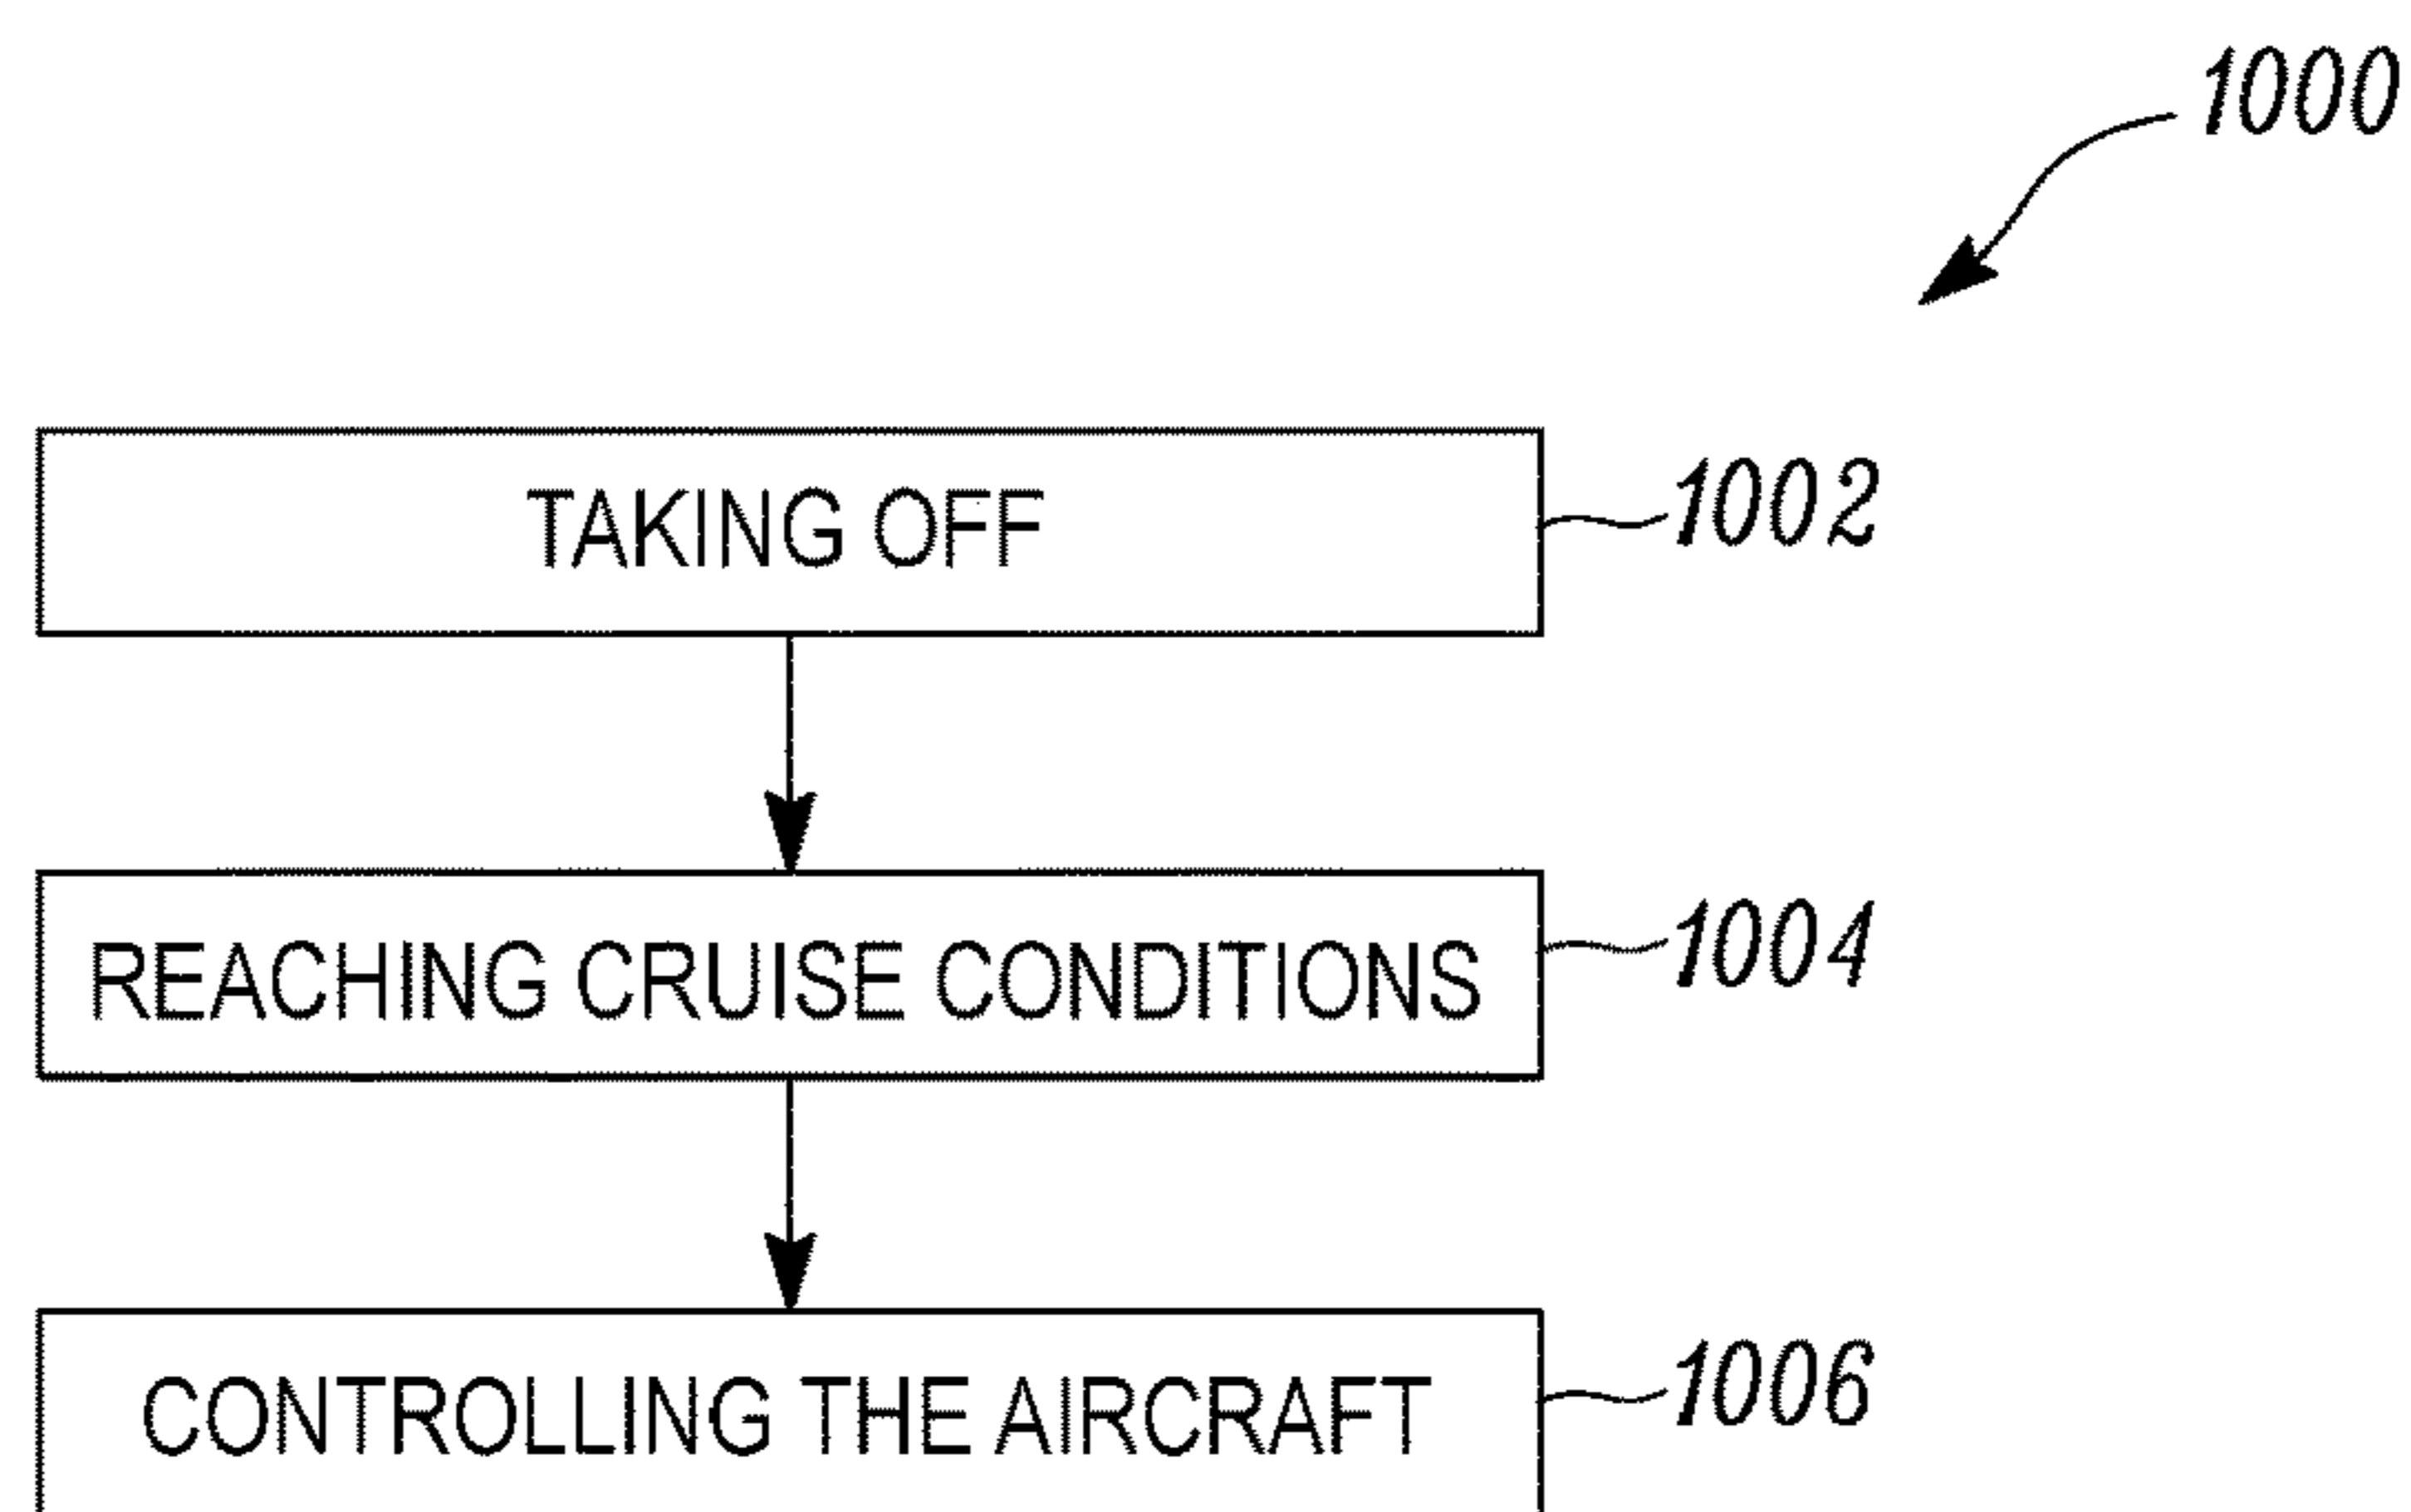 1000
TAKING OFF 1002
REACHING CRUISE CONDITIONS 1004
CONTROLLING THE AIRCRAFT 1006